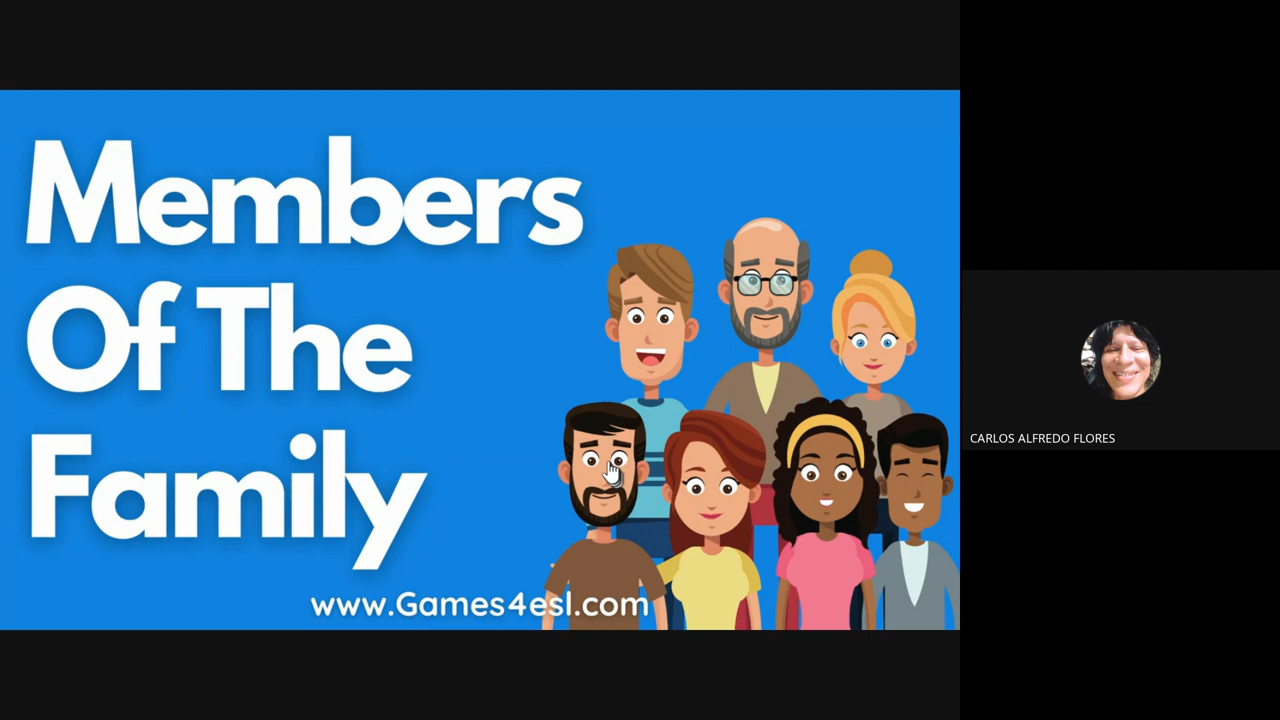 Members
Of The
Family
www.Games4esl.com
CARLOS ALFREDO FLORES